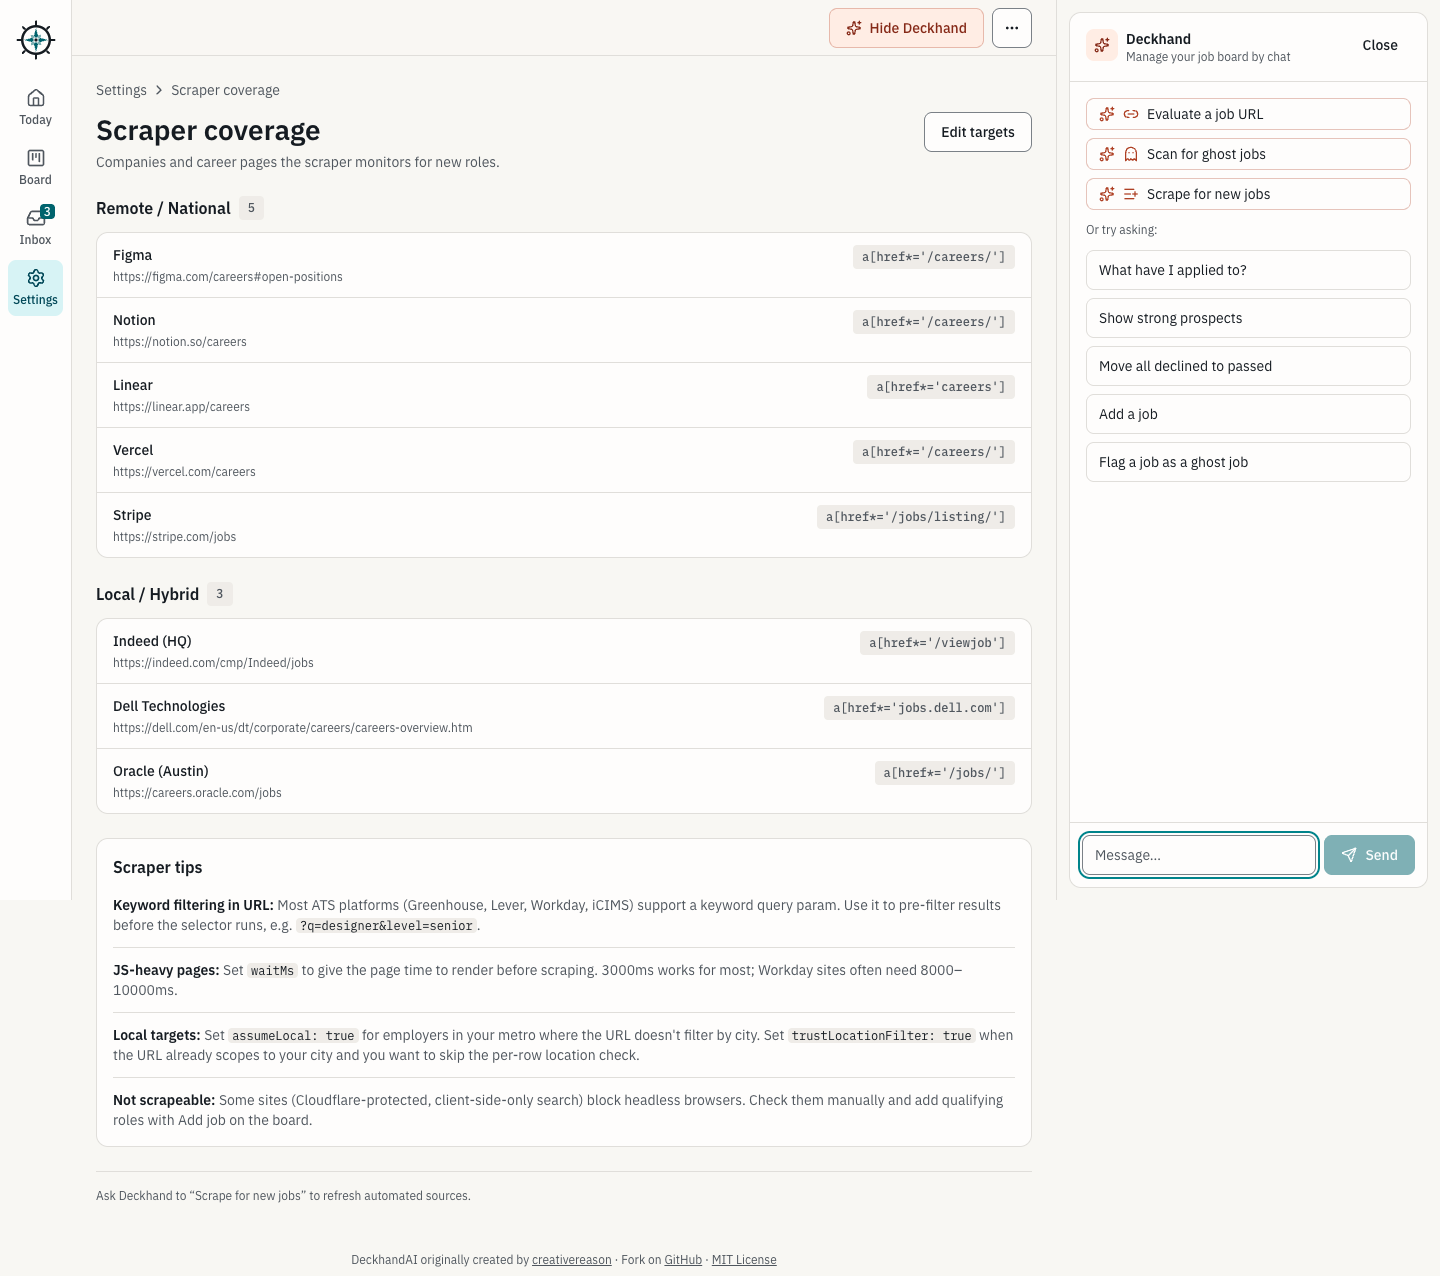 Today
Board
3
Inbox
Settings
Hide Deckhand
Settings
Scraper coverage
Scraper coverage
Companies and career pages the scraper monitors for new roles.
Edit targets
Remote / National
5
Figma
https://figma.com/careers#open-positions
a[href*='/careers/']
Notion
https://notion.so/careers
a[href*='/careers/']
Linear
https://linear.app/careers
a[href*='careers']
Vercel
https://vercel.com/careers
a[href*='/careers/']
Stripe
https://stripe.com/jobs
a[href*='/jobs/listing/']
Local / Hybrid
3
Indeed (HQ)
https://indeed.com/cmp/Indeed/jobs
a[href*='/viewjob']
Dell Technologies
https://dell.com/en-us/dt/corporate/careers/careers-overview.htm
a[href*='jobs.dell.com']
Oracle (Austin)
https://careers.oracle.com/jobs
a[href*='/jobs/']
Scraper tips
Keyword filtering in URL: Most ATS platforms (Greenhouse, Lever, Workday, iCIMS) support a keyword query param. Use it to pre-filter results
before the selector runs, e.g. ?q=designer&level=senior.
JS-heavy pages: Set waitMs to give the page time to render before scraping. 3000ms works for most; Workday sites often need 8000–
10000ms.
Local targets: Set assumeLocal: true for employers in your metro where the URL doesn't filter by city. Set trustLocationFilter: true when
the URL already scopes to your city and you want to skip the per-row location check.
Not scrapeable: Some sites (Cloudflare-protected, client-side-only search) block headless browsers. Check them manually and add qualifying
roles with Add job on the board.
Ask Deckhand to “Scrape for new jobs” to refresh automated sources.
DeckhandAI originally created by creativereason · Fork on GitHub · MIT License
Deckhand
Manage your job board by chat
Close
Evaluate a job URL
Scan for ghost jobs
Scrape for new jobs
Or try asking:
What have I applied to?
Show strong prospects
Move all declined to passed
Add a job
Flag a job as a ghost job
Message...
Send